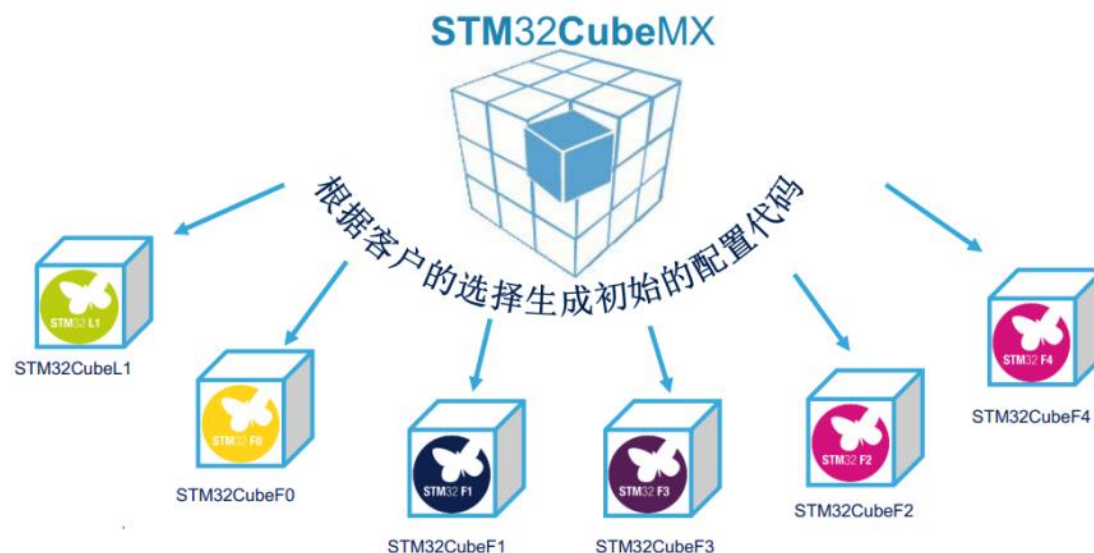 STM32CubeMX
根据客户的选择生成初始的配置代码
STM32 L1
STM32CubeL1
STM32 F0
STM32CubeF0
STM32 F1
STM32CubeF1
STM32 F3
STM32CubeF3
STM32 F2
STM32CubeF2
STM32 F4
STM32CubeF4